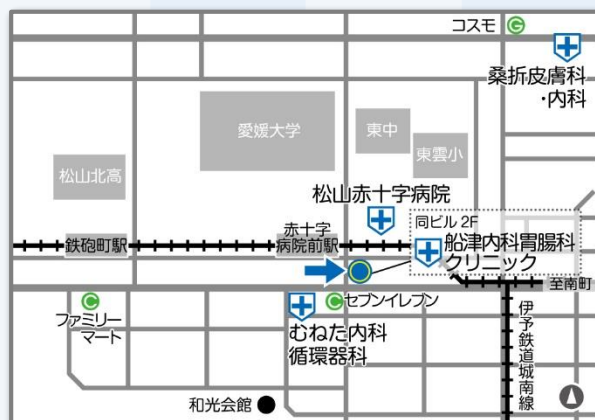 コスモ
桑折皮膚科
・内科
愛媛大学
東中
東雲小
松山北高
松山赤十字病院
同ビル 2F
船津内科胃腸科
クリニック
赤十字
病院前駅
鉄砲町駅
至南町
セブンイレブン
ファミリー
マート
むねた内科
循環器科
伊予鉄道城南線
和光会館